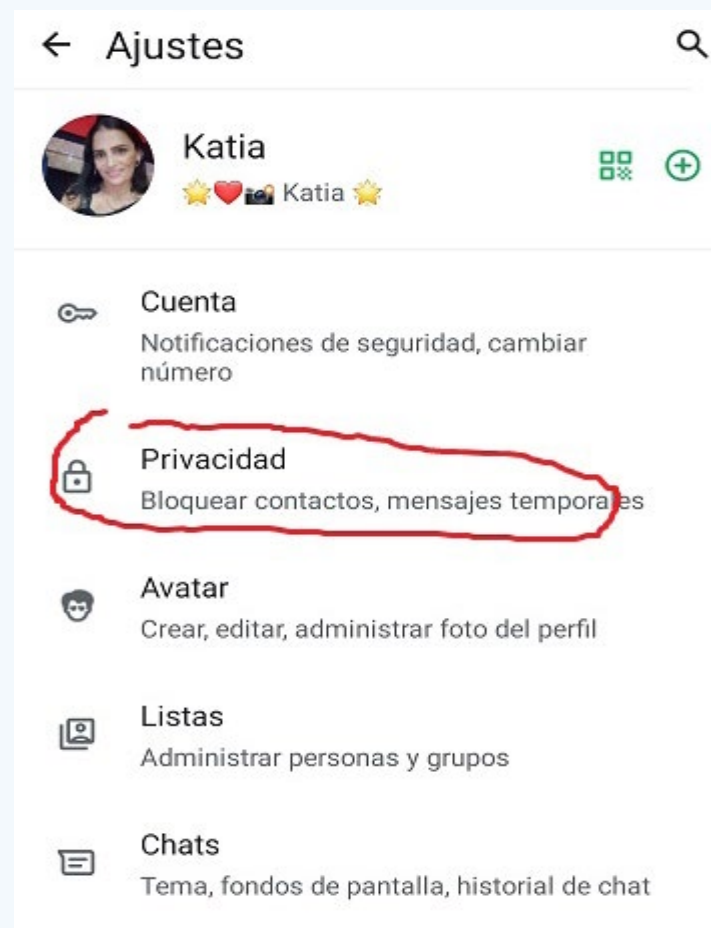 Ajustes
Katia
🌟❤️📸 Katia 🌟
Cuenta
Notificaciones de seguridad, cambiar
número
Privacidad
Bloquear contactos, mensajes temporales
Avatar
Crear, editar, administrar foto del perfil
Listas
Administrar personas y grupos
Chats
Tema, fondos de pantalla, historial de chat